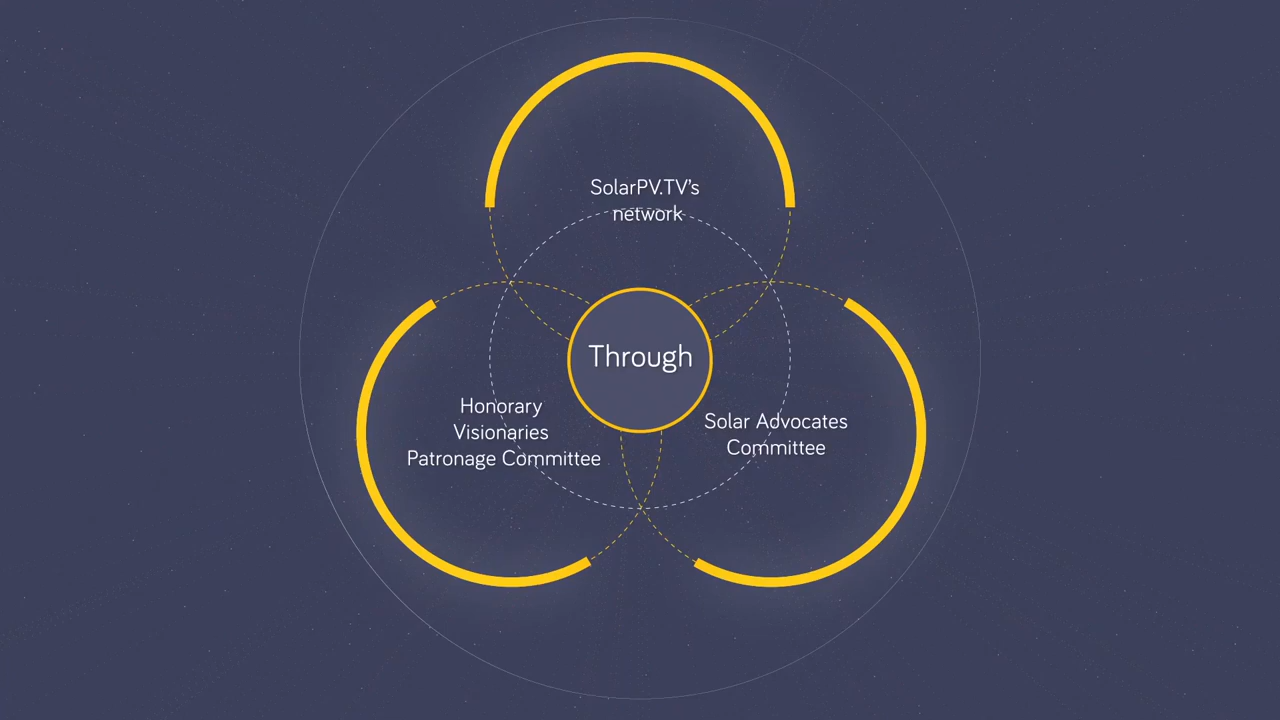 SolarPV.TV's
network
Through
Honorary
Visionaries
Patronage Committee
Solar Advocates
Committee